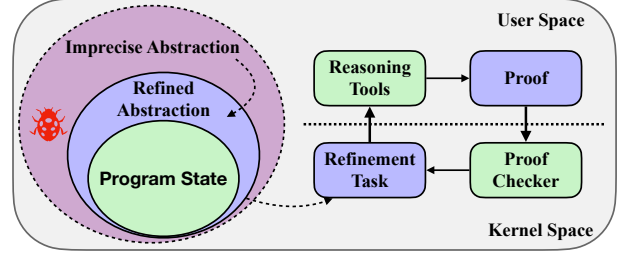 User Space
Imprecise Abstraction
Refined
Abstraction
Program State
Reasoning
Tools
Proof
Refinement
Task
Proof
Checker
Kernel Space